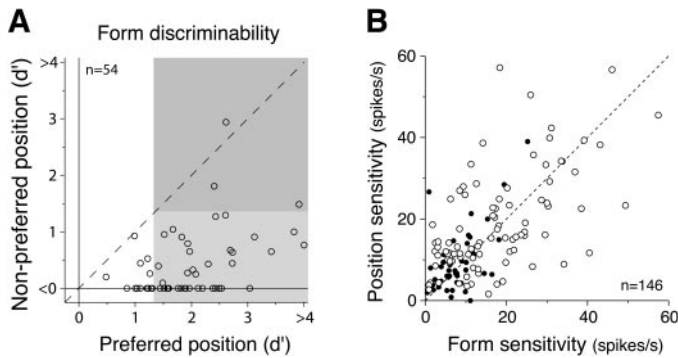 A
Form discriminability
n=54
Non-preferred position (d')
>4
3
2
1
<0
0
1
2
3
>4
Preferred position (d')
B
Position sensitivity (spikes/s)
60
40
20
0
n=146
0
20
40
60
Form sensitivity (spikes/s)